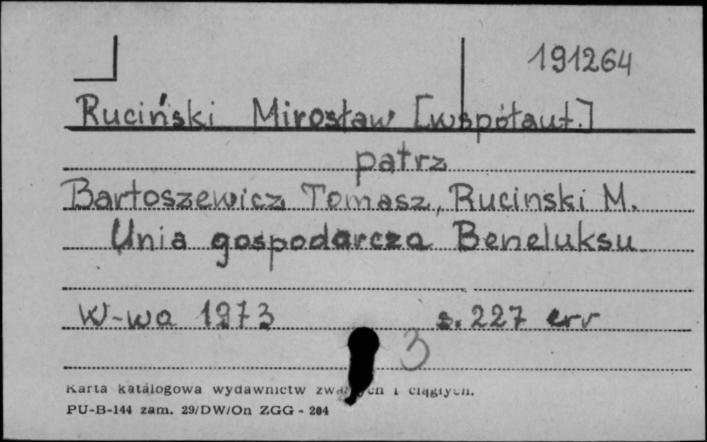 191264
Ruciński Mirosław [współaut.]
patrz
Bartoszewicz Tomasz, Rucinski M.
Unia gospodarcza Beneluksu
W-wa 1973 s. 227 err
3
Karta katalogowa wydawnictw i ciągłych.
PU-B-144 zam. 29/DW/On ZGG - 204